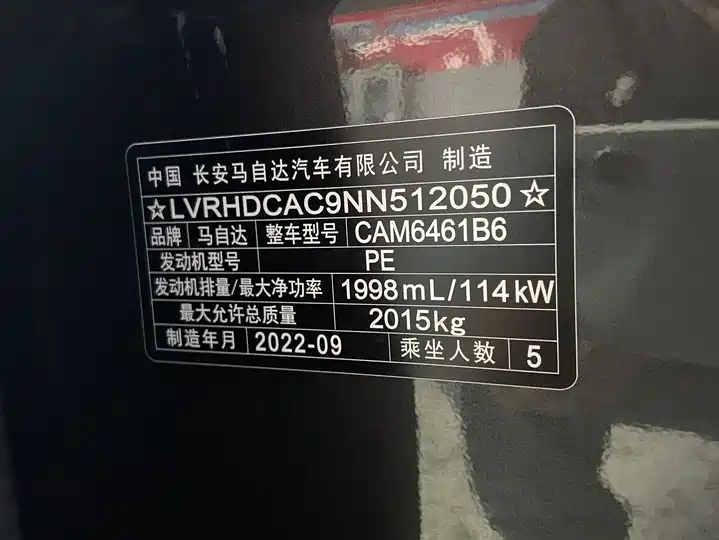 中国 长安马自达汽车有限公司 制造
☆LVRHDCAC9NN512050☆
品牌 马自达 整车型号 CAM6461B6
发动机型号 PE
发动机排量/最大净功率 1998mL/114kW
最大允许总质量 2015kg
制造年月 2022-09 乘坐人数 5